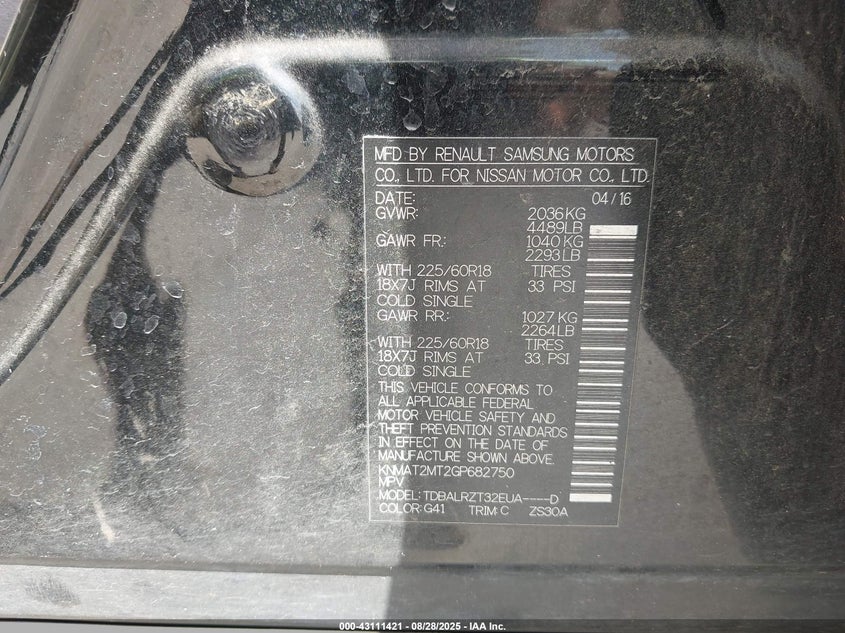 MFD BY RENAULT SAMSUNG MOTORS
CO., LTD. FOR NISSAN MOTOR CO., LTD.
DATE: 04/16
GVWR: 2036KG
4489LB
GAWR FR.: 1040 KG
2293LB
WITH 225/60R18 TIRES
18X7J RIMS AT 33 PSI
COLD SINGLE
GAWR RR.: 1027 KG
2264LB
WITH 225/60R18 TIRES
18X7J RIMS AT 33 PSI
COLD SINGLE
THIS VEHICLE CONFORMS TO
ALL APPLICABLE FEDERAL
MOTOR VEHICLE SAFETY AND
THEFT PREVENTION STANDARDS
IN EFFECT ON THE DATE OF
MANUFACTURE SHOWN ABOVE.
KNMAT2MT2GP682750
MPV
MODEL: TDBALRZT32EUA----D
COLOR: G41 TRIM: C ZS30A
000-43111421 - 08/28/2025 - IAA Inc.